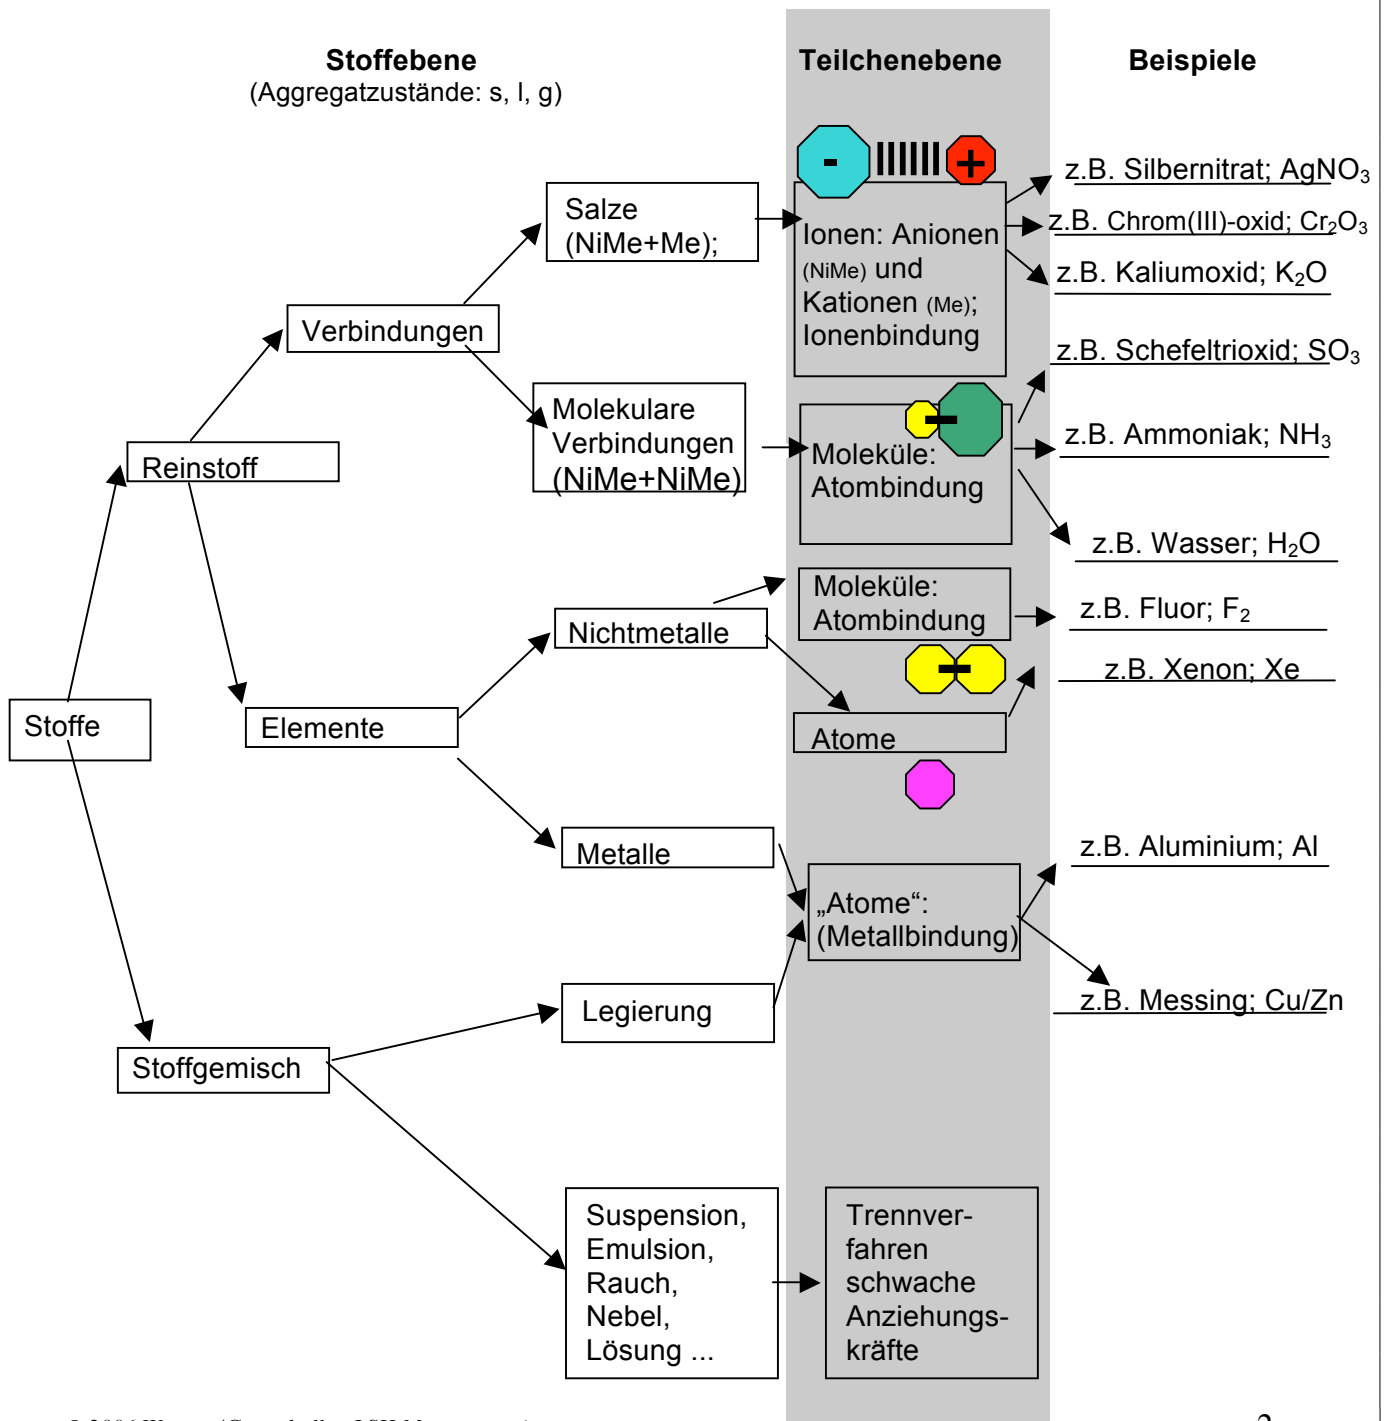 Stoffebene
(Aggregatzustände: s, l, g)
Teilchenebene
Beispiele
-
+
Salze
(NiMe+Me);
Ionen: Anionen
(NiMe) und
Kationen (Me);
Ionenbindung
z.B. Silbernitrat; AgNO₃
z.B. Chrom(III)-oxid; Cr₂O₃
z.B. Kaliumoxid; K₂O
Verbindungen
Molekulare
Verbindungen
(NiMe+NiMe)
Moleküle:
Atombindung
z.B. Schefeltrioxid; SO₃
z.B. Ammoniak; NH₃
z.B. Wasser; H₂O
Reinstoff
Nichtmetalle
Moleküle:
Atombindung
z.B. Fluor; F₂
z.B. Xenon; Xe
Stoffe
Elemente
Atome
Metalle
„Atome“:
(Metallbindung)
z.B. Aluminium; Al
Legierung
z.B. Messing; Cu/Zn
Stoffgemisch
Suspension,
Emulsion,
Rauch,
Nebel,
Lösung ...
Trennver-
fahren
schwache
Anziehungs-
kräfte